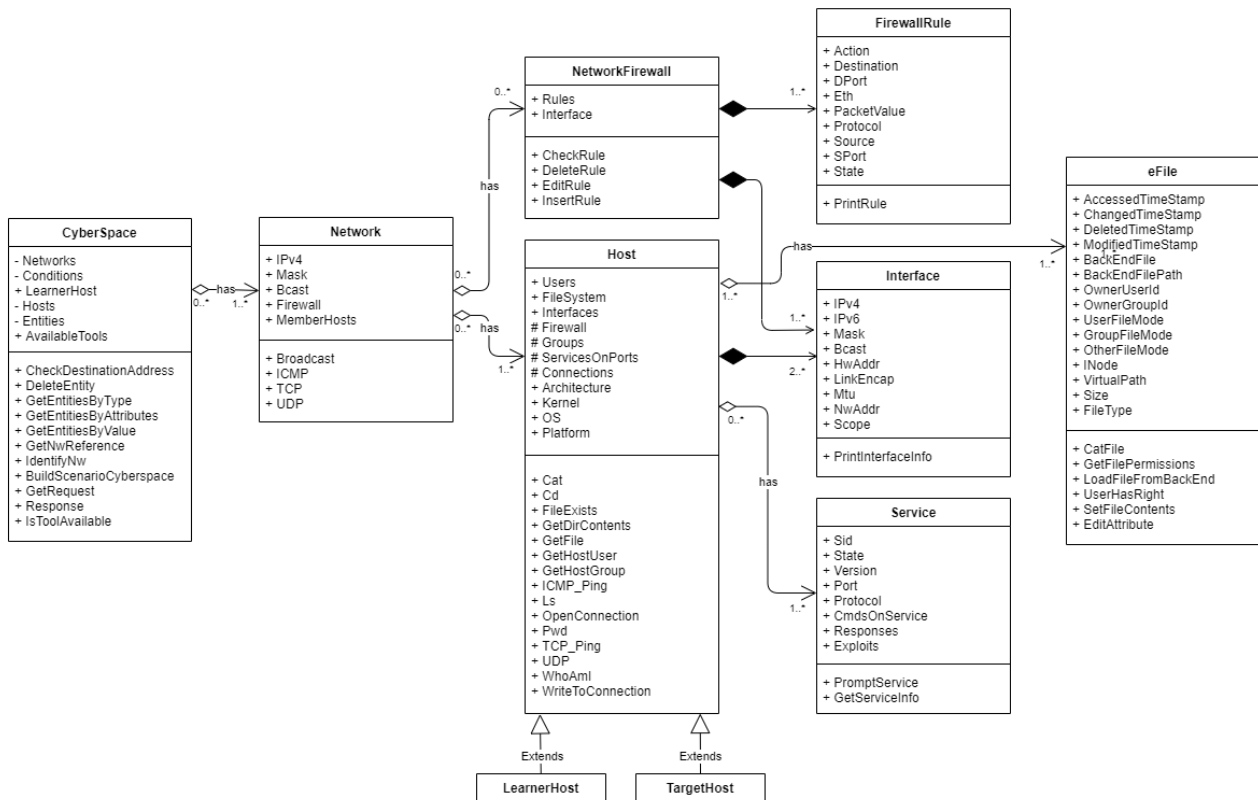 CyberSpace
- Networks
- Conditions
+ LearnerHost
- Hosts
- Entities
+ AvailableTools
+ CheckDestinationAddress
+ DeleteEntity
+ GetEntitiesByType
+ GetEntitiesByAttributes
+ GetEntitiesByValue
+ GetNwReference
+ IdentifyNw
+ BuildScenarioCyberspace
+ GetRequest
+ Response
+ IsToolAvailable
has
0..*
1..*
Network
+ IPv4
+ Mask
+ Bcast
+ Firewall
+ MemberHosts
+ Broadcast
+ ICMP
+ TCP
+ UDP
0..*
has
0..*
0..*
has
1..*
NetworkFirewall
+ Rules
+ Interface
+ CheckRule
+ DeleteRule
+ EditRule
+ InsertRule
1..*
1..*
Host
+ Users
+ FileSystem
+ Interfaces
# Firewall
# Groups
# ServicesOnPorts
# Connections
+ Architecture
+ Kernel
+ OS
+ Platform
+ Cat
+ Cd
+ FileExists
+ GetDirContents
+ GetFile
+ GetHostUser
+ GetHostGroup
+ ICMP_Ping
+ Ls
+ OpenConnection
+ Pwd
+ TCP_Ping
+ UDP
+ WhoAmI
+ WriteToConnection
1..*
has
1..*
2..*
0..*
has
1..*
Extends
Extends
LearnerHost
TargetHost
FirewallRule
+ Action
+ Destination
+ DPort
+ Eth
+ PacketValue
+ Protocol
+ Source
+ SPort
+ State
+ PrintRule
Interface
+ IPv4
+ IPv6
+ Mask
+ Bcast
+ HwAddr
+ LinkEncap
+ Mtu
+ NwAddr
+ Scope
+ PrintInterfaceInfo
Service
+ Sid
+ State
+ Version
+ Port
+ Protocol
+ CmdsOnService
+ Responses
+ Exploits
+ PromptService
+ GetServiceInfo
eFile
+ AccessedTimeStamp
+ ChangedTimeStamp
+ DeletedTimeStamp
+ ModifiedTimeStamp
1..*
+ BackEndFile
+ BackEndFilePath
+ OwnerUserId
+ OwnerGroupId
+ UserFileMode
+ GroupFileMode
+ OtherFileMode
+ INode
+ VirtualPath
+ Size
+ FileType
+ CatFile
+ GetFilePermissions
+ LoadFileFromBackEnd
+ UserHasRight
+ SetFileContents
+ EditAttribute